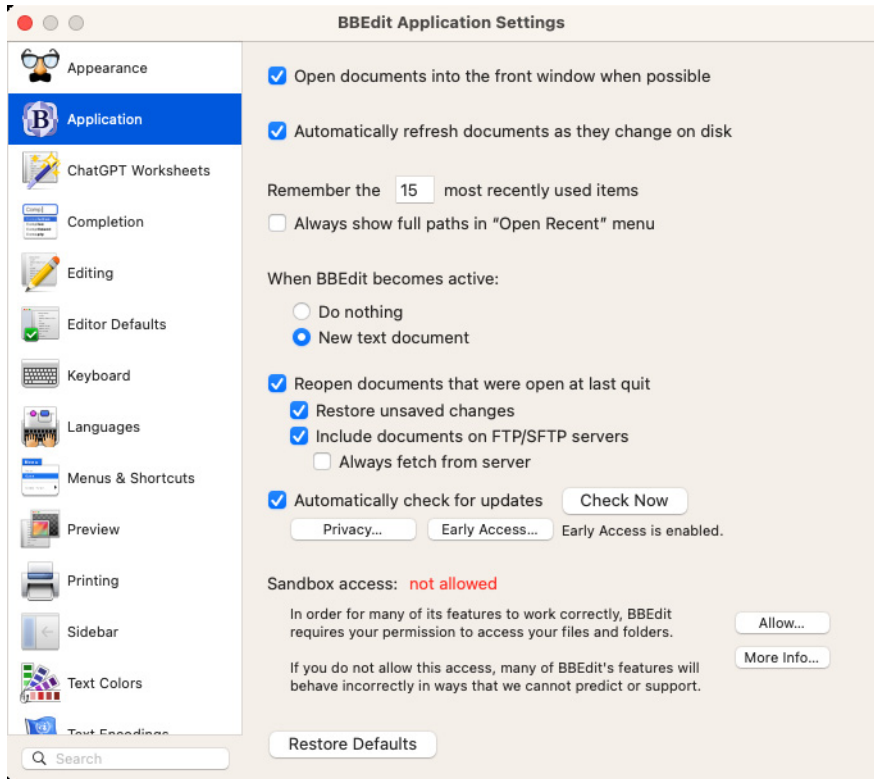 BBEdit Application Settings
Appearance
Application
ChatGPT Worksheets
Completion
Editing
Editor Defaults
Keyboard
Languages
Menus & Shortcuts
Preview
Printing
Sidebar
Text Colors
Text Encodings
Search
Open documents into the front window when possible
Automatically refresh documents as they change on disk
Remember the 15 most recently used items
Always show full paths in “Open Recent” menu
When BBEdit becomes active:
Do nothing
New text document
Reopen documents that were open at last quit
Restore unsaved changes
Include documents on FTP/SFTP servers
Always fetch from server
Automatically check for updates Check Now
Privacy... Early Access... Early Access is enabled.
Sandbox access: not allowed
In order for many of its features to work correctly, BBEdit
requires your permission to access your files and folders.
Allow...
More Info...
If you do not allow this access, many of BBEdit's features will
behave incorrectly in ways that we cannot predict or support.
Restore Defaults